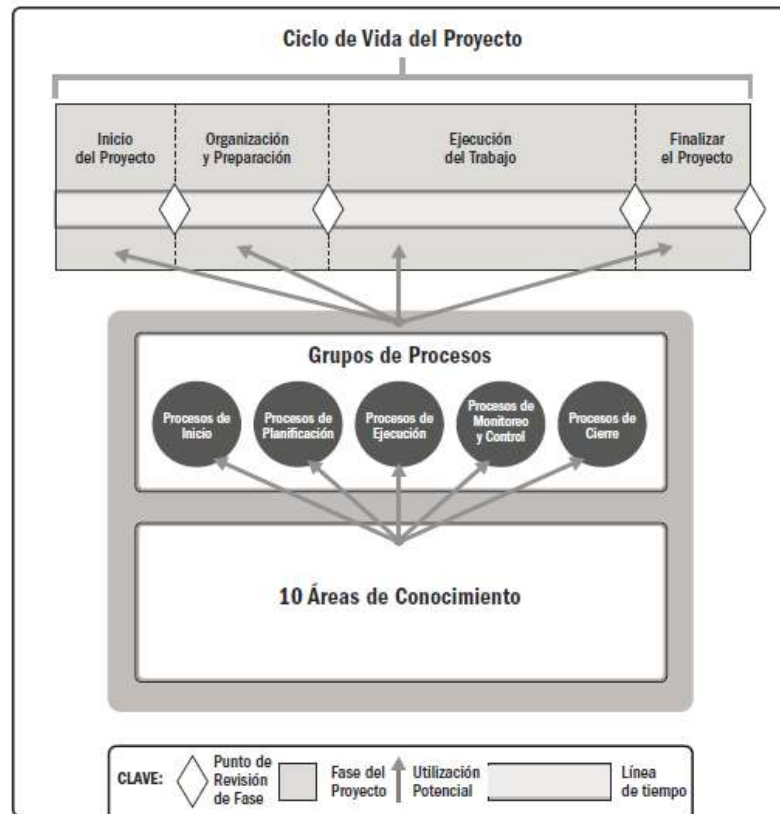 Ciclo de Vida del Proyecto
Inicio
del Proyecto
Organización
y Preparación
Ejecución
del Trabajo
Finalizar
el Proyecto
Grupos de Procesos
Procesos de
Inicio
Procesos de
Planificación
Procesos de
Ejecución
Procesos de
Monitoreo
y Control
Procesos de
Cierre
10 Áreas de Conocimiento
CLAVE:
Punto de
Revisión
de Fase
Fase del
Proyecto
Utilización
Potencial
Línea
de tiempo